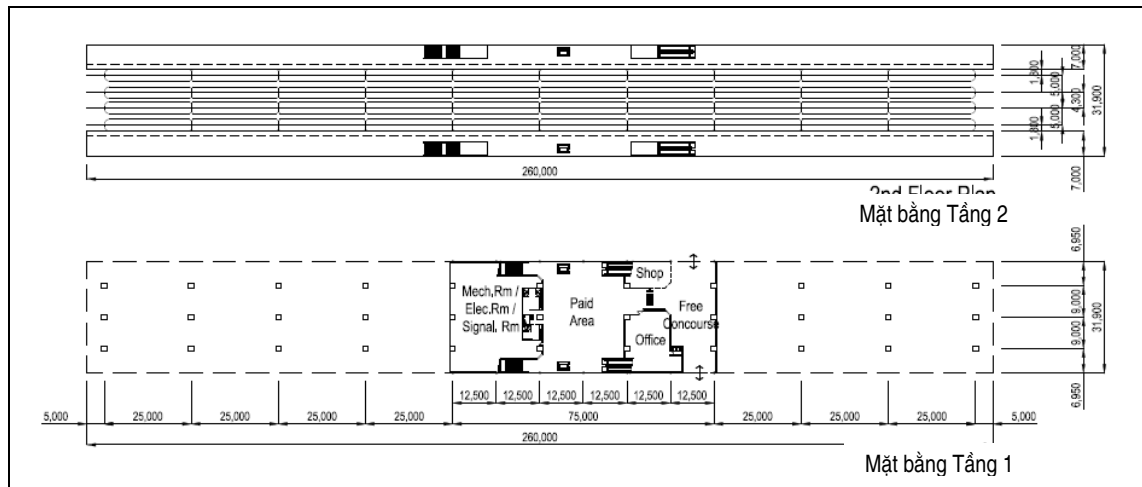 7,000
1,800
5,000
4,300
5,000
1,800
31,900
7,000
260,000
2nd Floor Plan
Mặt bằng Tầng 2
6,950
9,000
9,000
6,950
31,900
Shop
Mech,Rm /
Elec.Rm /
Signal, Rm
Paid
Area
Free
Concourse
Office
12,500 12,500 12,500 12,500 12,500 12,500
5,000 25,000 25,000 25,000 25,000 75,000 25,000 25,000 25,000 5,000
260,000
Mặt bằng Tầng 1